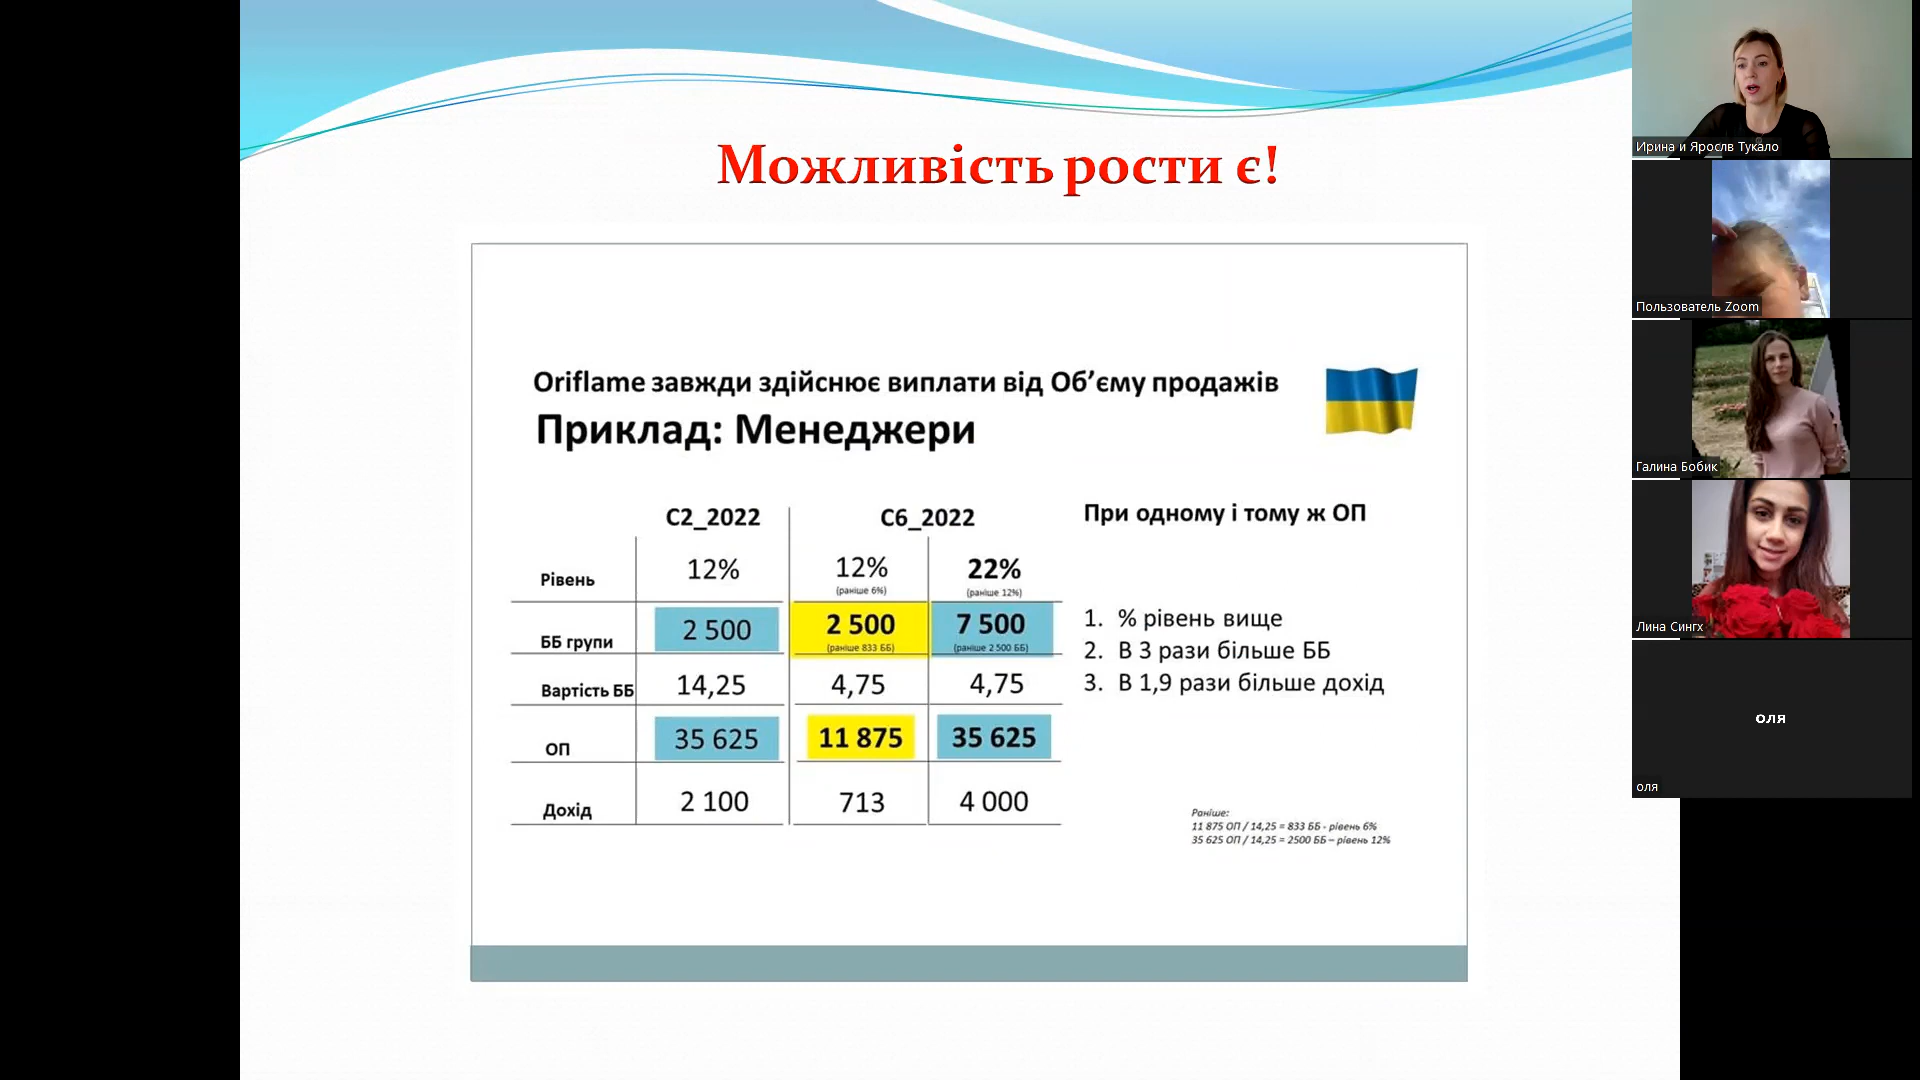 Можливість рости є!
Oriflame завжди здійснює виплати від Об’єму продажів
Приклад: Менеджери
С2_2022 С6_2022
Рівень 12% 12% 22%
(раніше 6%) (раніше 12%)
ББ групи 2 500 2 500 7 500
(раніше 833 ББ) (раніше 2 500 ББ)
Вартість ББ 14,25 4,75 4,75
ОП 35 625 11 875 35 625
Дохід 2 100 713 4 000
При одному і тому ж ОП
1. % рівень вище
2. В 3 рази більше ББ
3. В 1,9 рази більше дохід
Раніше:
11 875 ОП / 14,25 = 833 ББ - рівень 6%
35 625 ОП / 14,25 = 2500 ББ – рівень 12%
Ирина и Ярослв Тукало
Пользователь Zoom
Галина Бобик
Лина Сингх
оля
оля